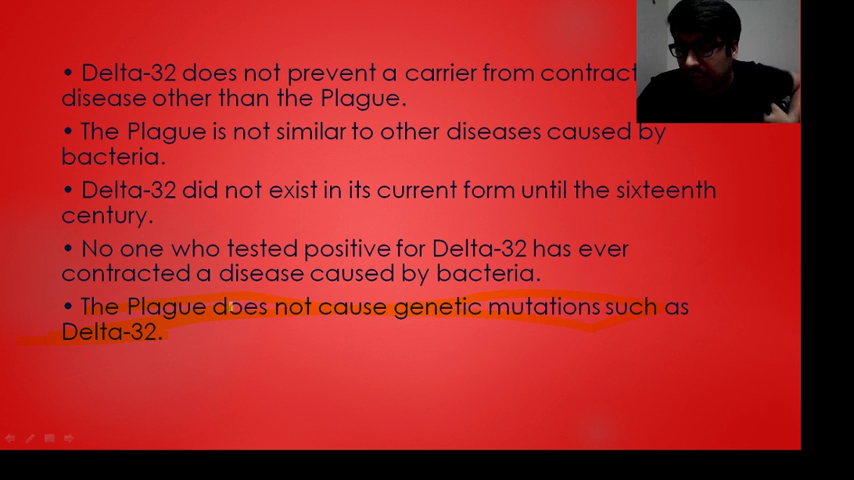 • Delta-32 does not prevent a carrier from contract
disease other than the Plague.
• The Plague is not similar to other diseases caused by
bacteria.
• Delta-32 did not exist in its current form until the sixteenth
century.
• No one who tested positive for Delta-32 has ever
contracted a disease caused by bacteria.
• The Plague does not cause genetic mutations such as
Delta-32.